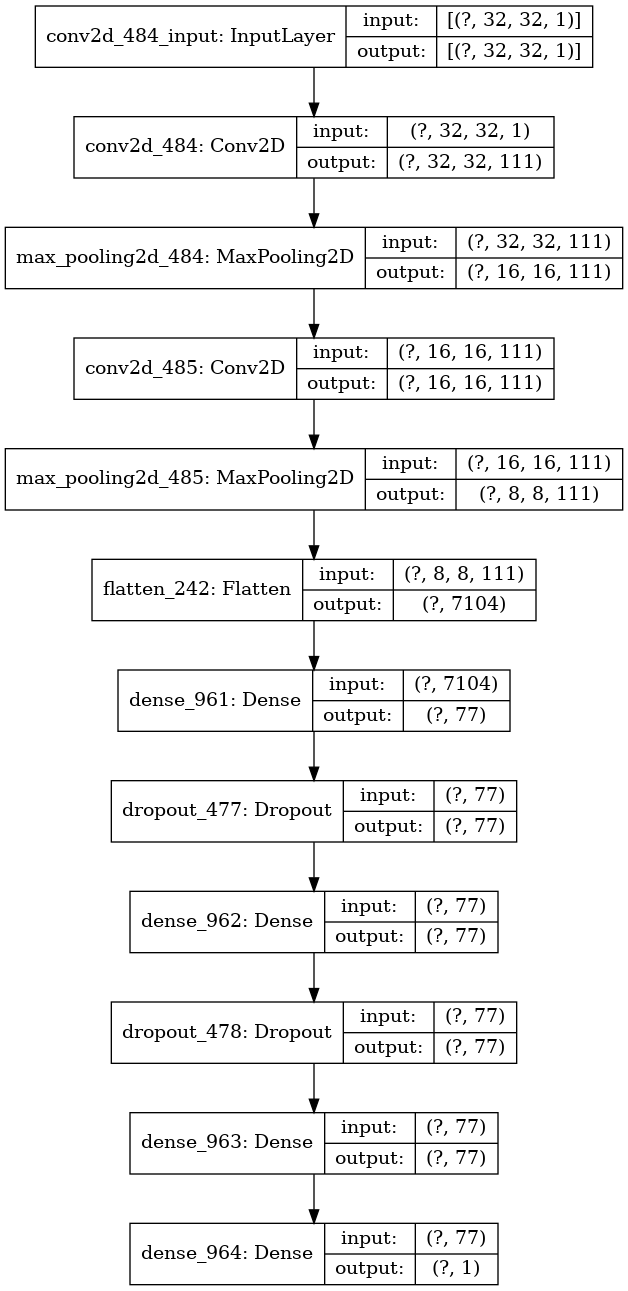 conv2d_484_input: InputLayer
input: [(?, 32, 32, 1)]
output: [(?, 32, 32, 1)]
conv2d_484: Conv2D
input: (?, 32, 32, 1)
output: (?, 32, 32, 111)
max_pooling2d_484: MaxPooling2D
input: (?, 32, 32, 111)
output: (?, 16, 16, 111)
conv2d_485: Conv2D
input: (?, 16, 16, 111)
output: (?, 16, 16, 111)
max_pooling2d_485: MaxPooling2D
input: (?, 16, 16, 111)
output: (?, 8, 8, 111)
flatten_242: Flatten
input: (?, 8, 8, 111)
output: (?, 7104)
dense_961: Dense
input: (?, 7104)
output: (?, 77)
dropout_477: Dropout
input: (?, 77)
output: (?, 77)
dense_962: Dense
input: (?, 77)
output: (?, 77)
dropout_478: Dropout
input: (?, 77)
output: (?, 77)
dense_963: Dense
input: (?, 77)
output: (?, 77)
dense_964: Dense
input: (?, 77)
output: (?, 1)